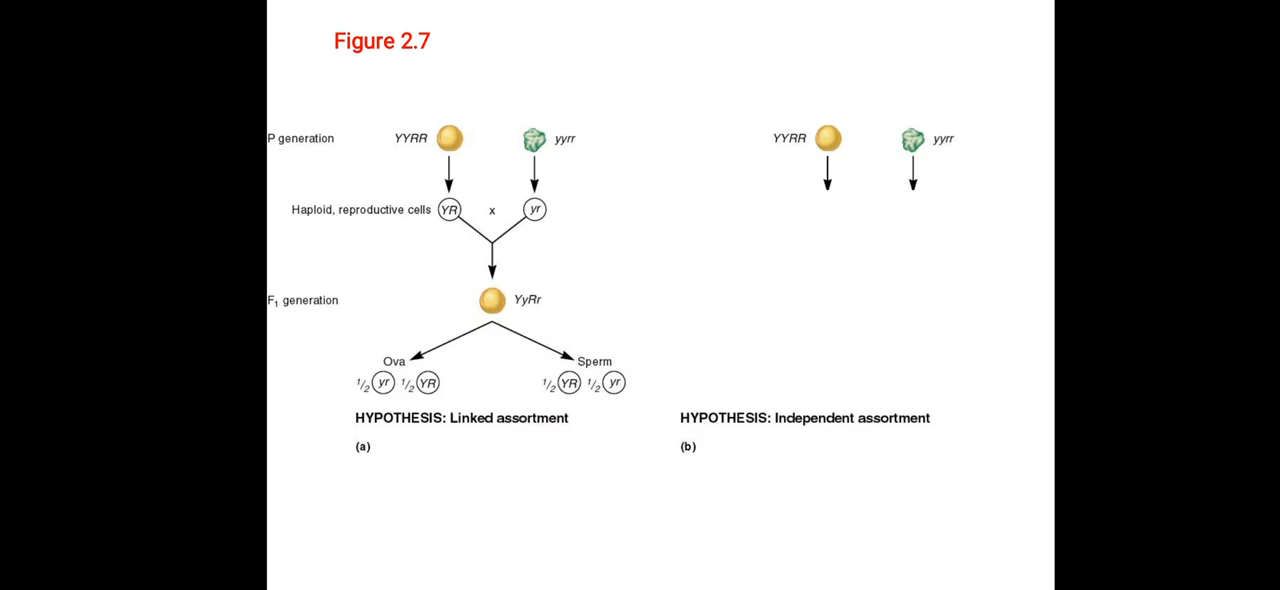 Figure 2.7
P generation YYRR yyrr YYRR yyrr
Haploid, reproductive cells YR x yr
F1 generation YyRr
Ova Sperm
1/2 yr 1/2 YR 1/2 YR 1/2 yr
HYPOTHESIS: Linked assortment HYPOTHESIS: Independent assortment
(a) (b)